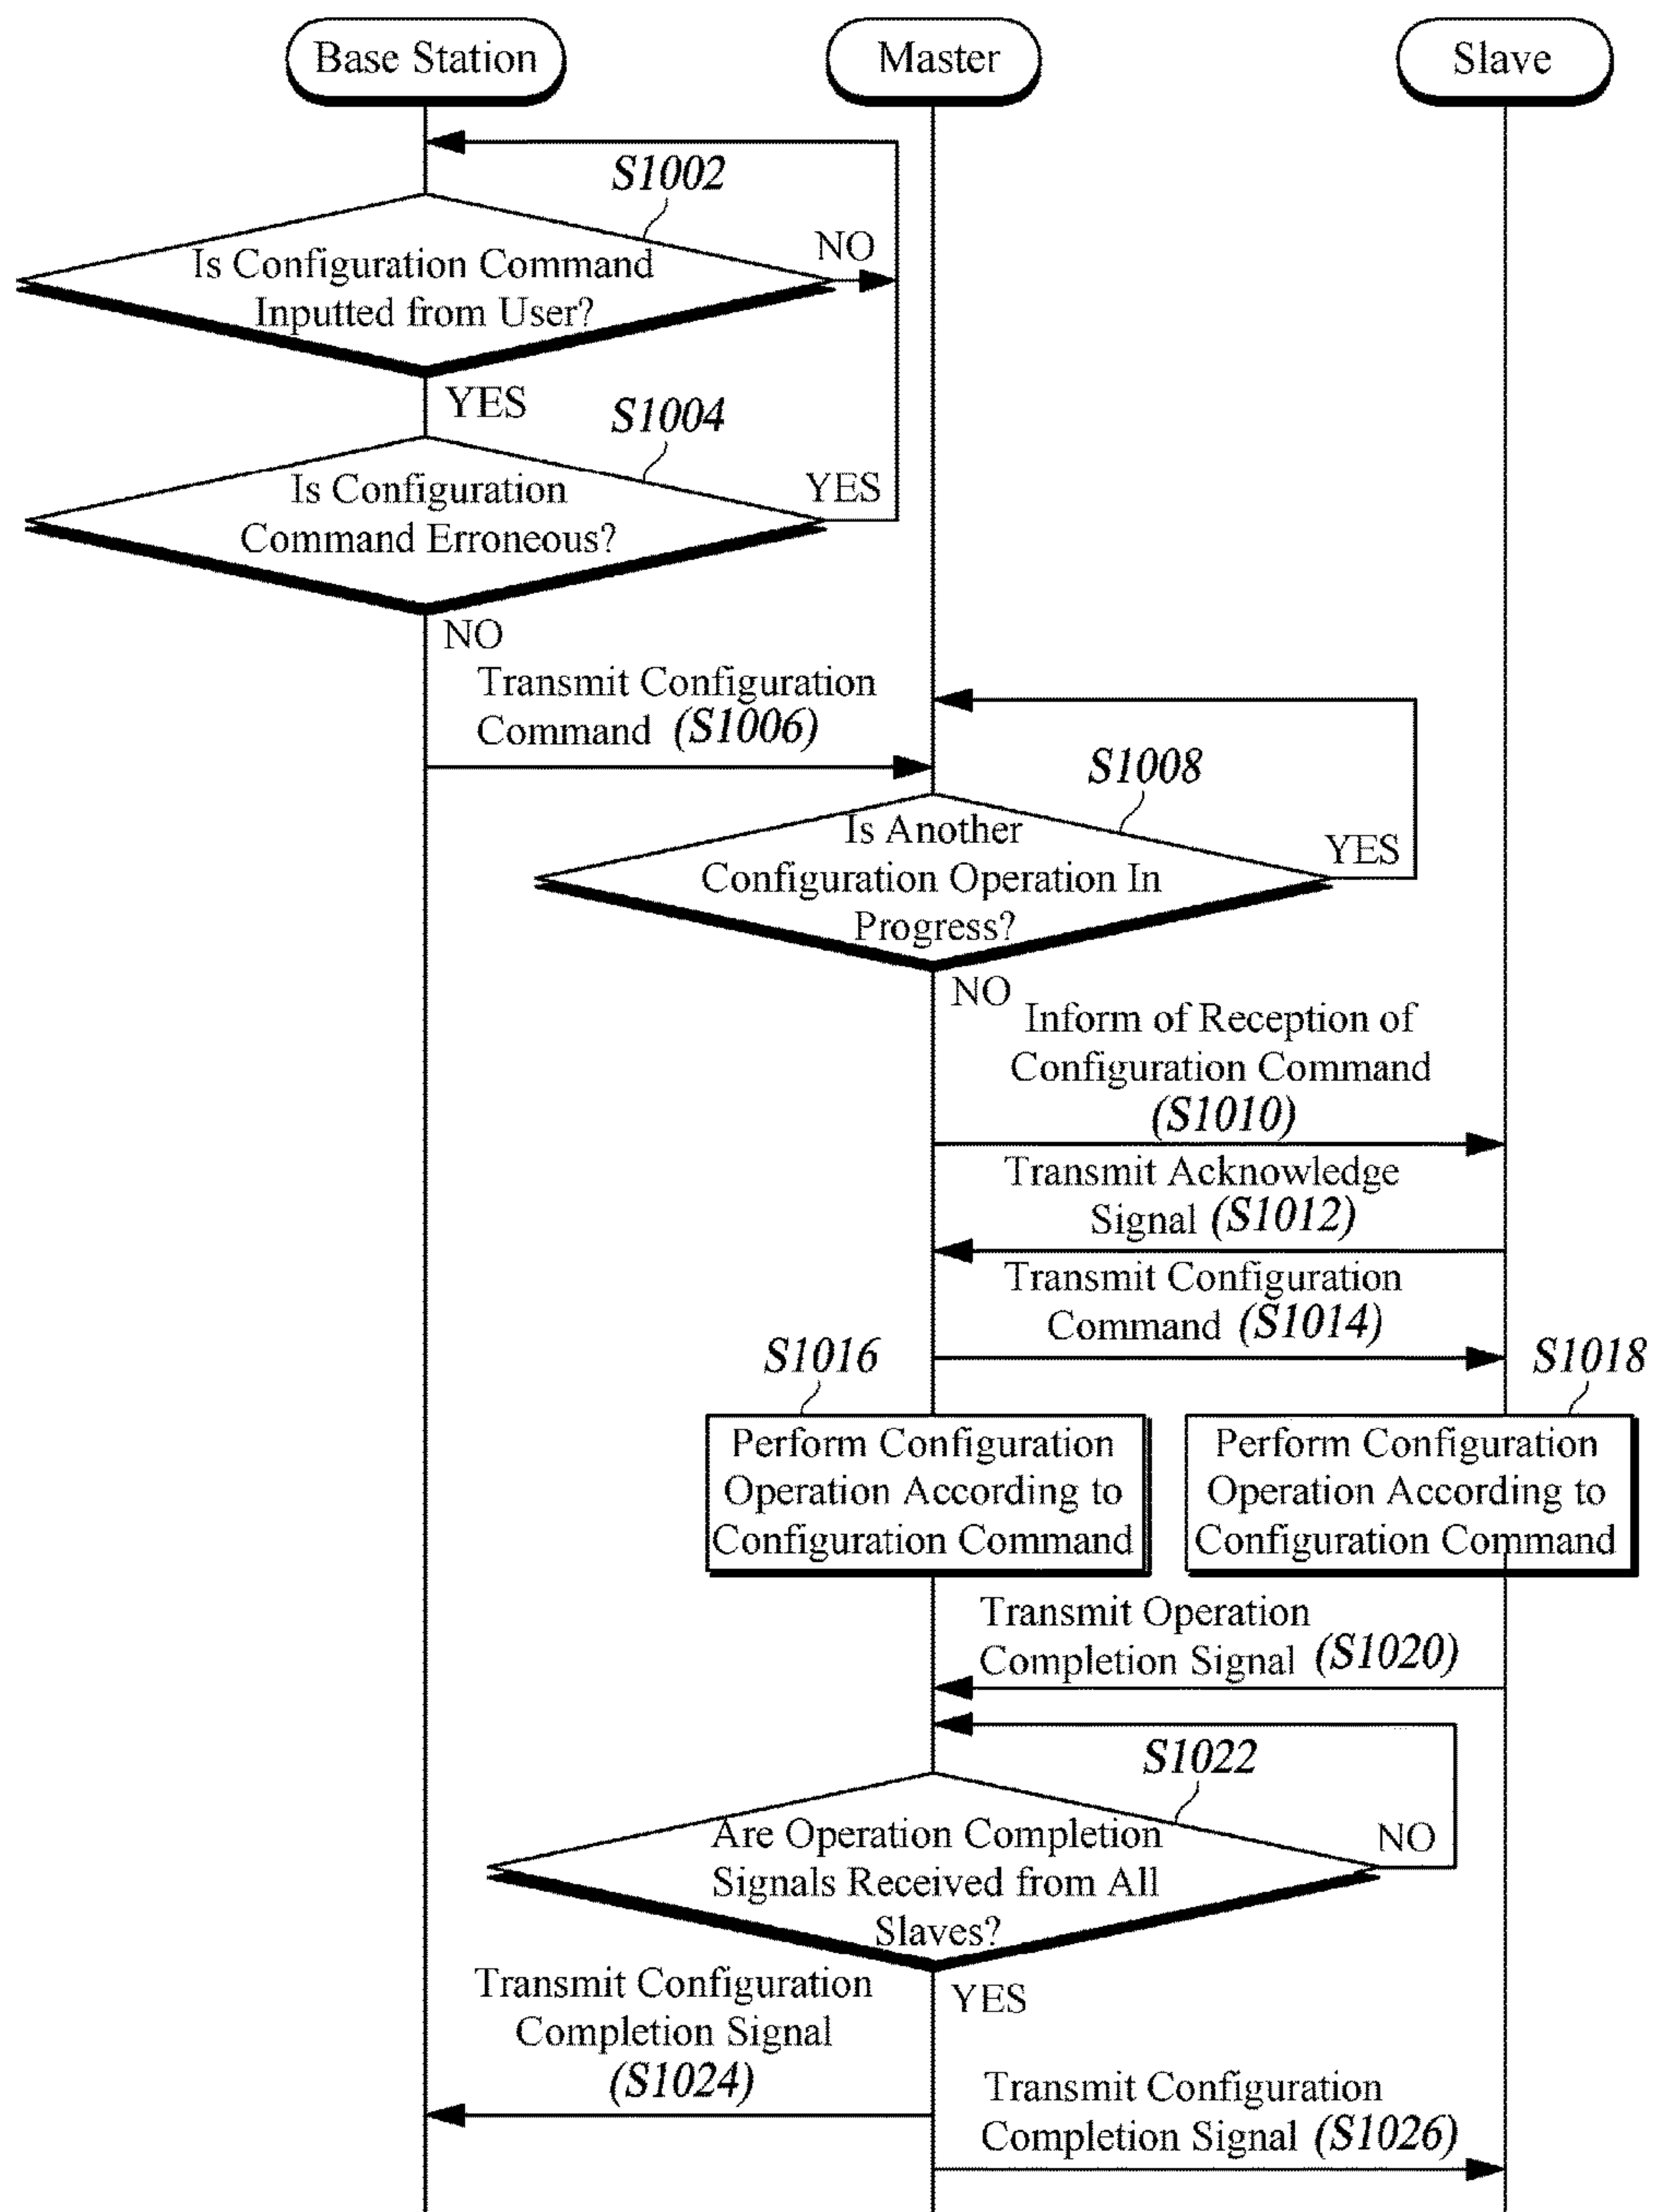 Base Station
Master
Slave
S1002
NO
Is Configuration Command
Inputted from User?
YES
S1004
YES
Is Configuration
Command Erroneous?
NO
Transmit Configuration
Command (S1006)
S1008
Is Another
YES
Configuration Operation In
Progress?
NO
Inform of Reception of
Configuration Command
(S1010)
Transmit Acknowledge
Signal (S1012)
Transmit Configuration
Command (S1014)
S1016
S1018
Perform Configuration
Operation According to
Configuration Command
Perform Configuration
Operation According to
Configuration Command
Transmit Operation
Completion Signal (S1020)
S1022
Are Operation Completion
NO
Signals Received from All
Slaves?
YES
Transmit Configuration
Completion Signal
(S1024)
Transmit Configuration
Completion Signal (S1026)